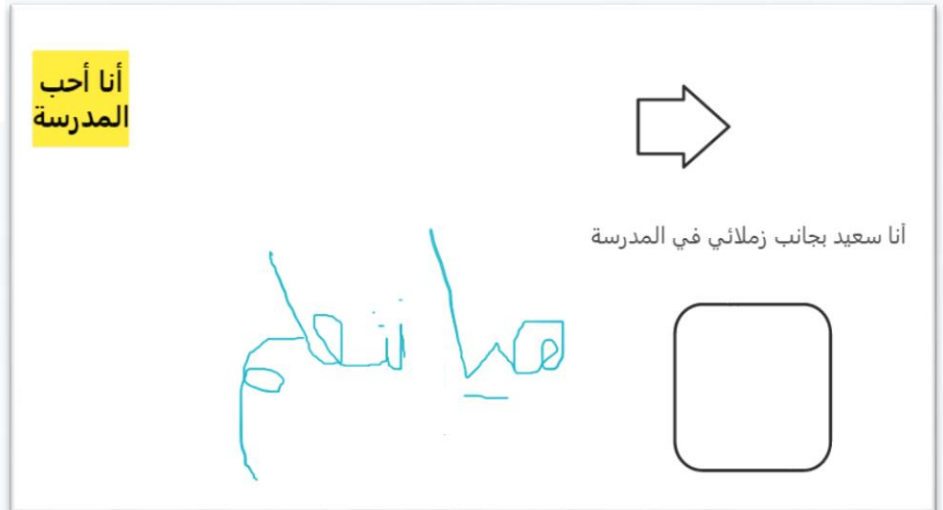 أنا أحب
المدرسة
أنا سعيد بجانب زملائي في المدرسة
هيا نتعلم